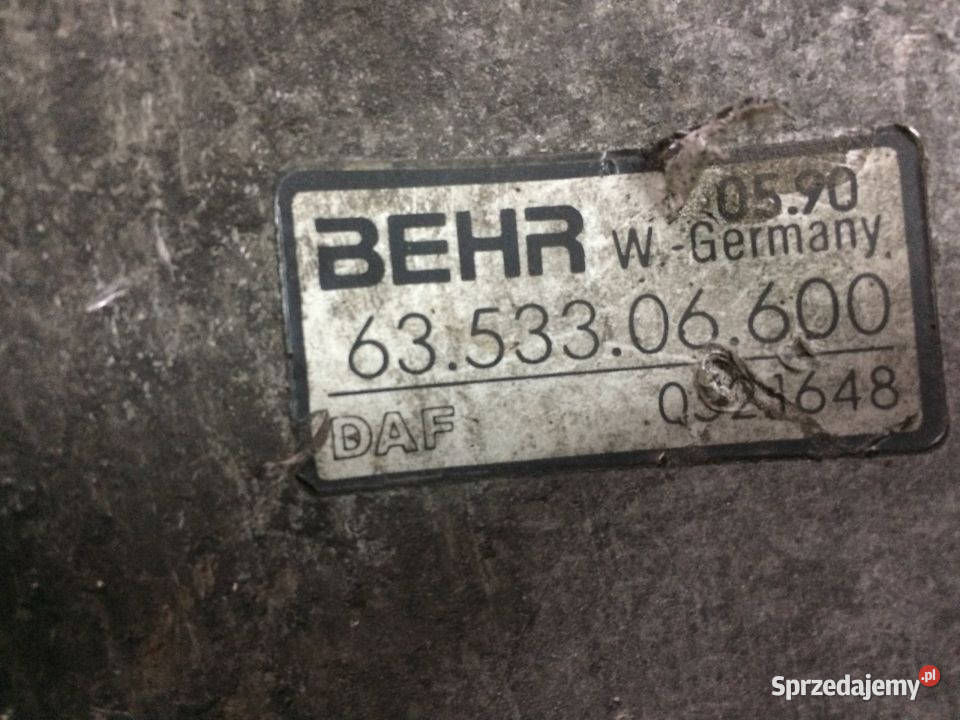 05.90
BEHR W.-Germany
63.533.06.600
DAF
Sprzedajemy.pl